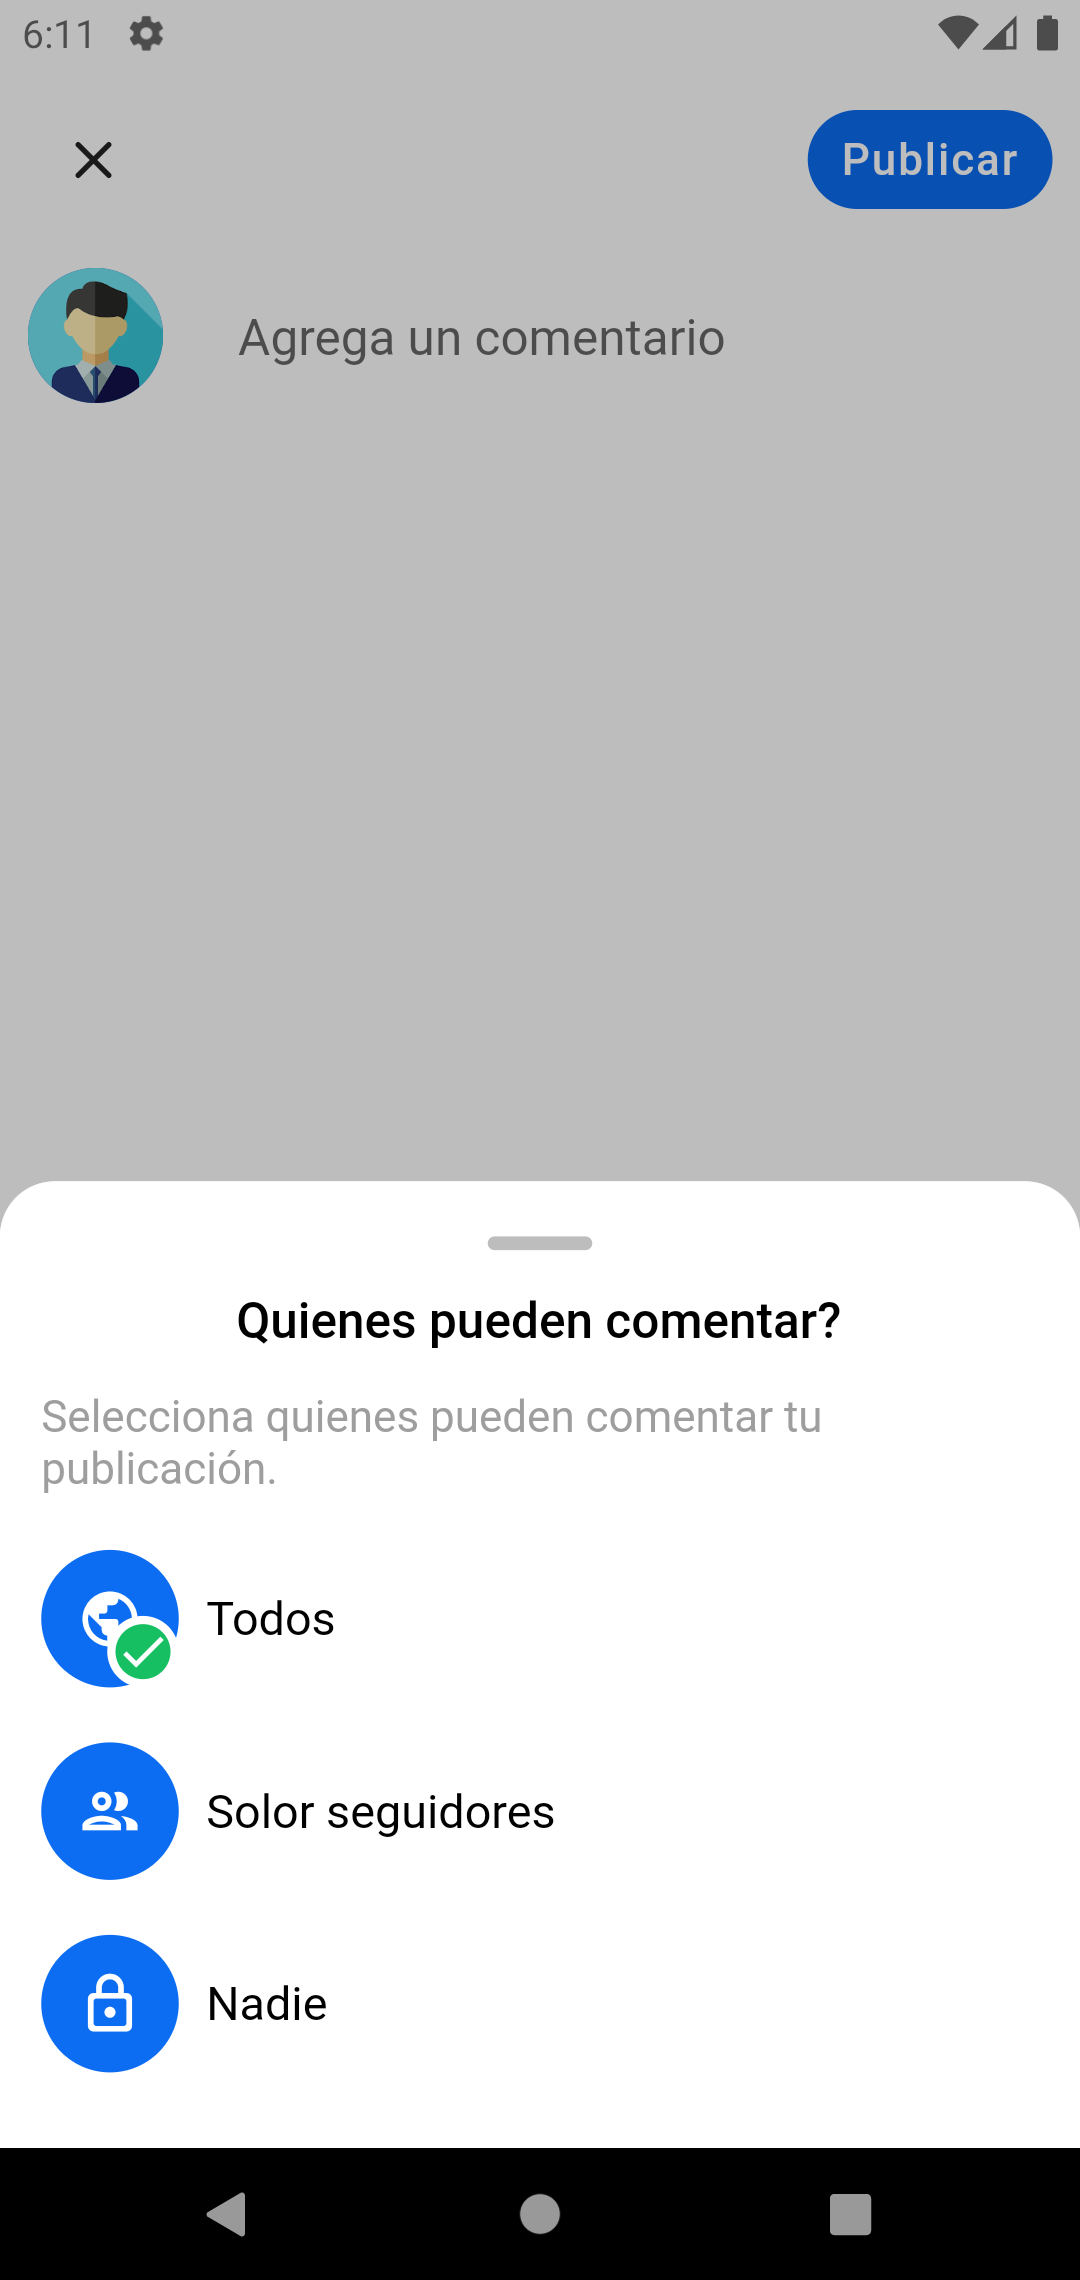 6:11
Publicar
Agrega un comentario
Quienes pueden comentar?
Selecciona quienes pueden comentar tu
publicación.
Todos
Solor seguidores
Nadie